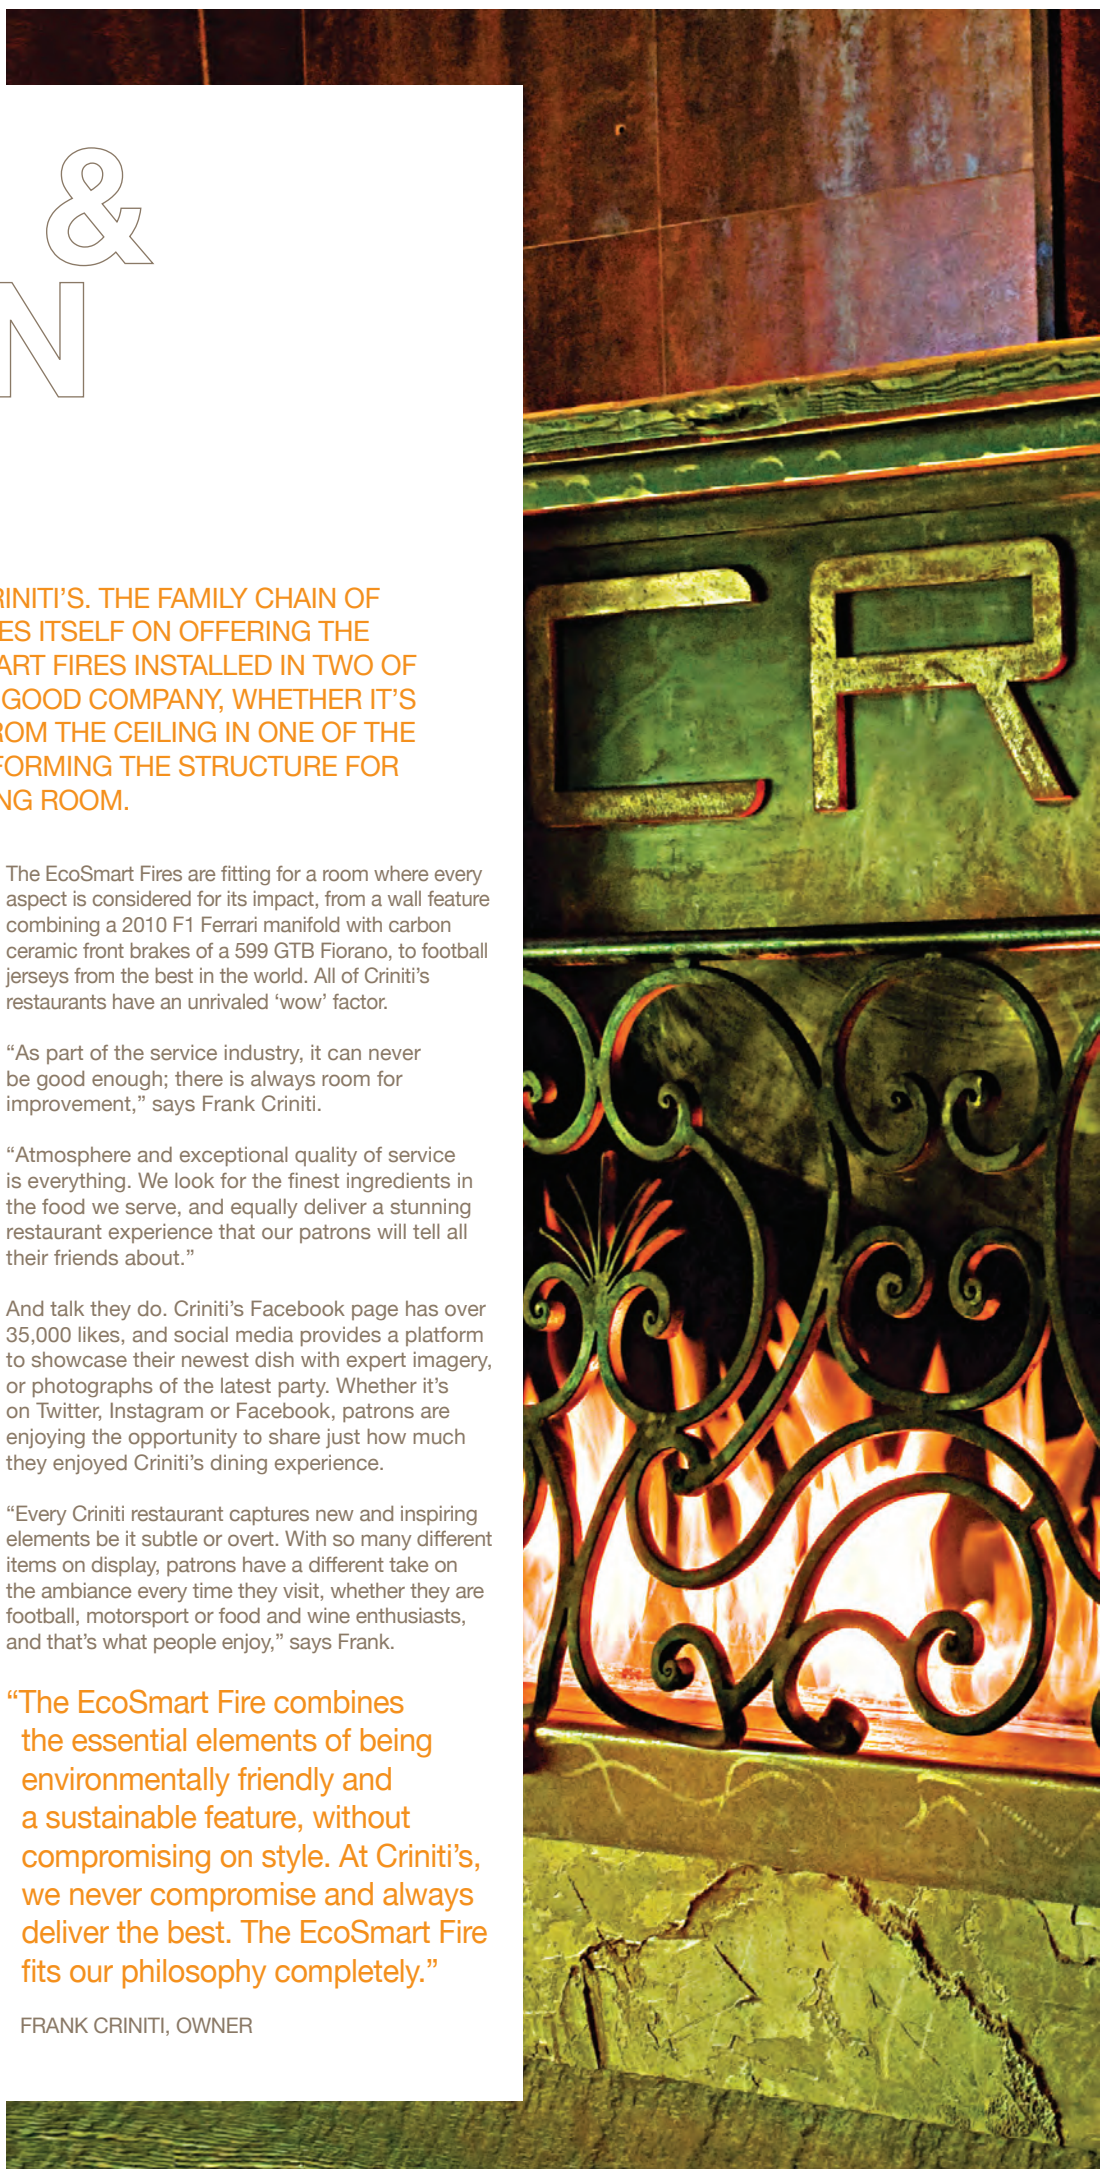 &
N
RINITI’S. THE FAMILY CHAIN OF
ES ITSELF ON OFFERING THE
ART FIRES INSTALLED IN TWO OF
GOOD COMPANY, WHETHER IT’S
ROM THE CEILING IN ONE OF THE
FORMING THE STRUCTURE FOR
NG ROOM.
The EcoSmart Fires are fitting for a room where every
aspect is considered for its impact, from a wall feature
combining a 2010 F1 Ferrari manifold with carbon
ceramic front brakes of a 599 GTB Fiorano, to football
jerseys from the best in the world. All of Criniti’s
restaurants have an unrivaled ‘wow’ factor.
“As part of the service industry, it can never
be good enough; there is always room for
improvement,” says Frank Criniti.
“Atmosphere and exceptional quality of service
is everything. We look for the finest ingredients in
the food we serve, and equally deliver a stunning
restaurant experience that our patrons will tell all
their friends about.”
And talk they do. Criniti’s Facebook page has over
35,000 likes, and social media provides a platform
to showcase their newest dish with expert imagery,
or photographs of the latest party. Whether it’s
on Twitter, Instagram or Facebook, patrons are
enjoying the opportunity to share just how much
they enjoyed Criniti’s dining experience.
“Every Criniti restaurant captures new and inspiring
elements be it subtle or overt. With so many different
items on display, patrons have a different take on
the ambiance every time they visit, whether they are
football, motorsport or food and wine enthusiasts,
and that’s what people enjoy,” says Frank.
“The EcoSmart Fire combines
the essential elements of being
environmentally friendly and
a sustainable feature, without
compromising on style. At Criniti’s,
we never compromise and always
deliver the best. The EcoSmart Fire
fits our philosophy completely.”
FRANK CRINITI, OWNER
CR